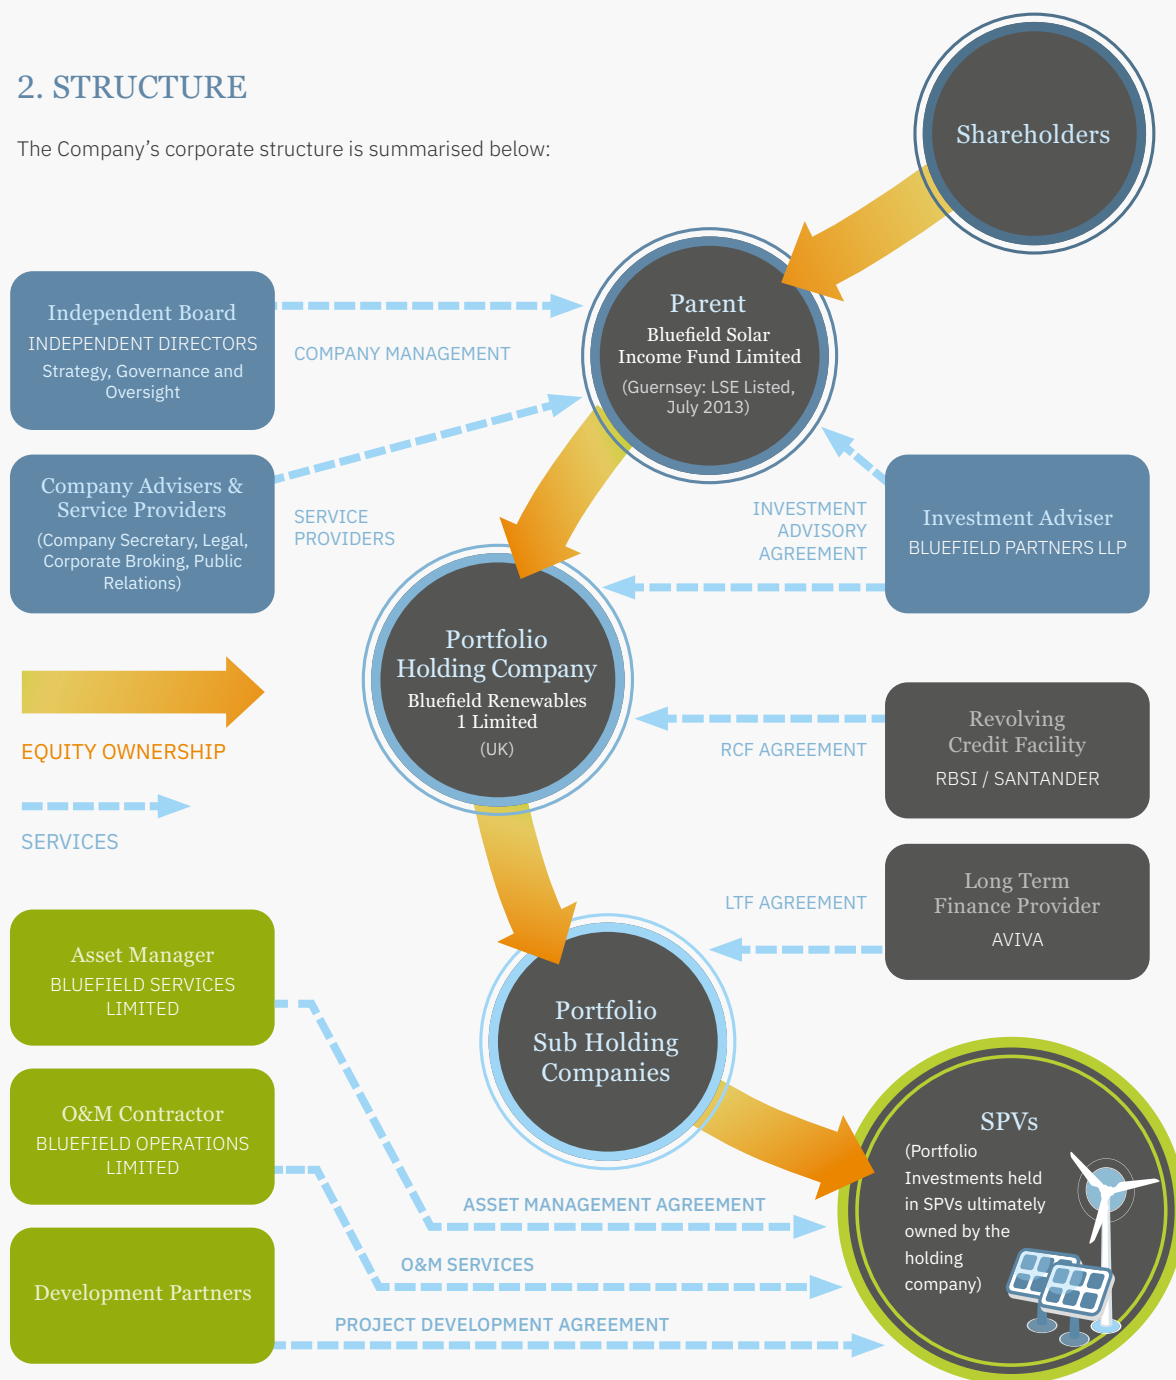 2. STRUCTURE
The Company’s corporate structure is summarised below:
Shareholders
Parent
Bluefield Solar
Income Fund Limited
(Guernsey: LSE Listed,
July 2013)
Independent Board
INDEPENDENT DIRECTORS
Strategy, Governance and
Oversight
COMPANY MANAGEMENT
Company Advisers &
Service Providers
(Company Secretary, Legal,
Corporate Broking, Public
Relations)
SERVICE
PROVIDERS
INVESTMENT
ADVISORY
AGREEMENT
Investment Adviser
BLUEFIELD PARTNERS LLP
Portfolio
Holding Company
Bluefield Renewables
1 Limited
(UK)
EQUITY OWNERSHIP
SERVICES
RCF AGREEMENT
Revolving
Credit Facility
RBSI / SANTANDER
LTF AGREEMENT
Long Term
Finance Provider
AVIVA
Asset Manager
BLUEFIELD SERVICES
LIMITED
Portfolio
Sub Holding
Companies
O&M Contractor
BLUEFIELD OPERATIONS
LIMITED
Development Partners
ASSET MANAGEMENT AGREEMENT
O&M SERVICES
PROJECT DEVELOPMENT AGREEMENT
SPVs
(Portfolio
Investments held
in SPVs ultimately
owned by the
holding
company)